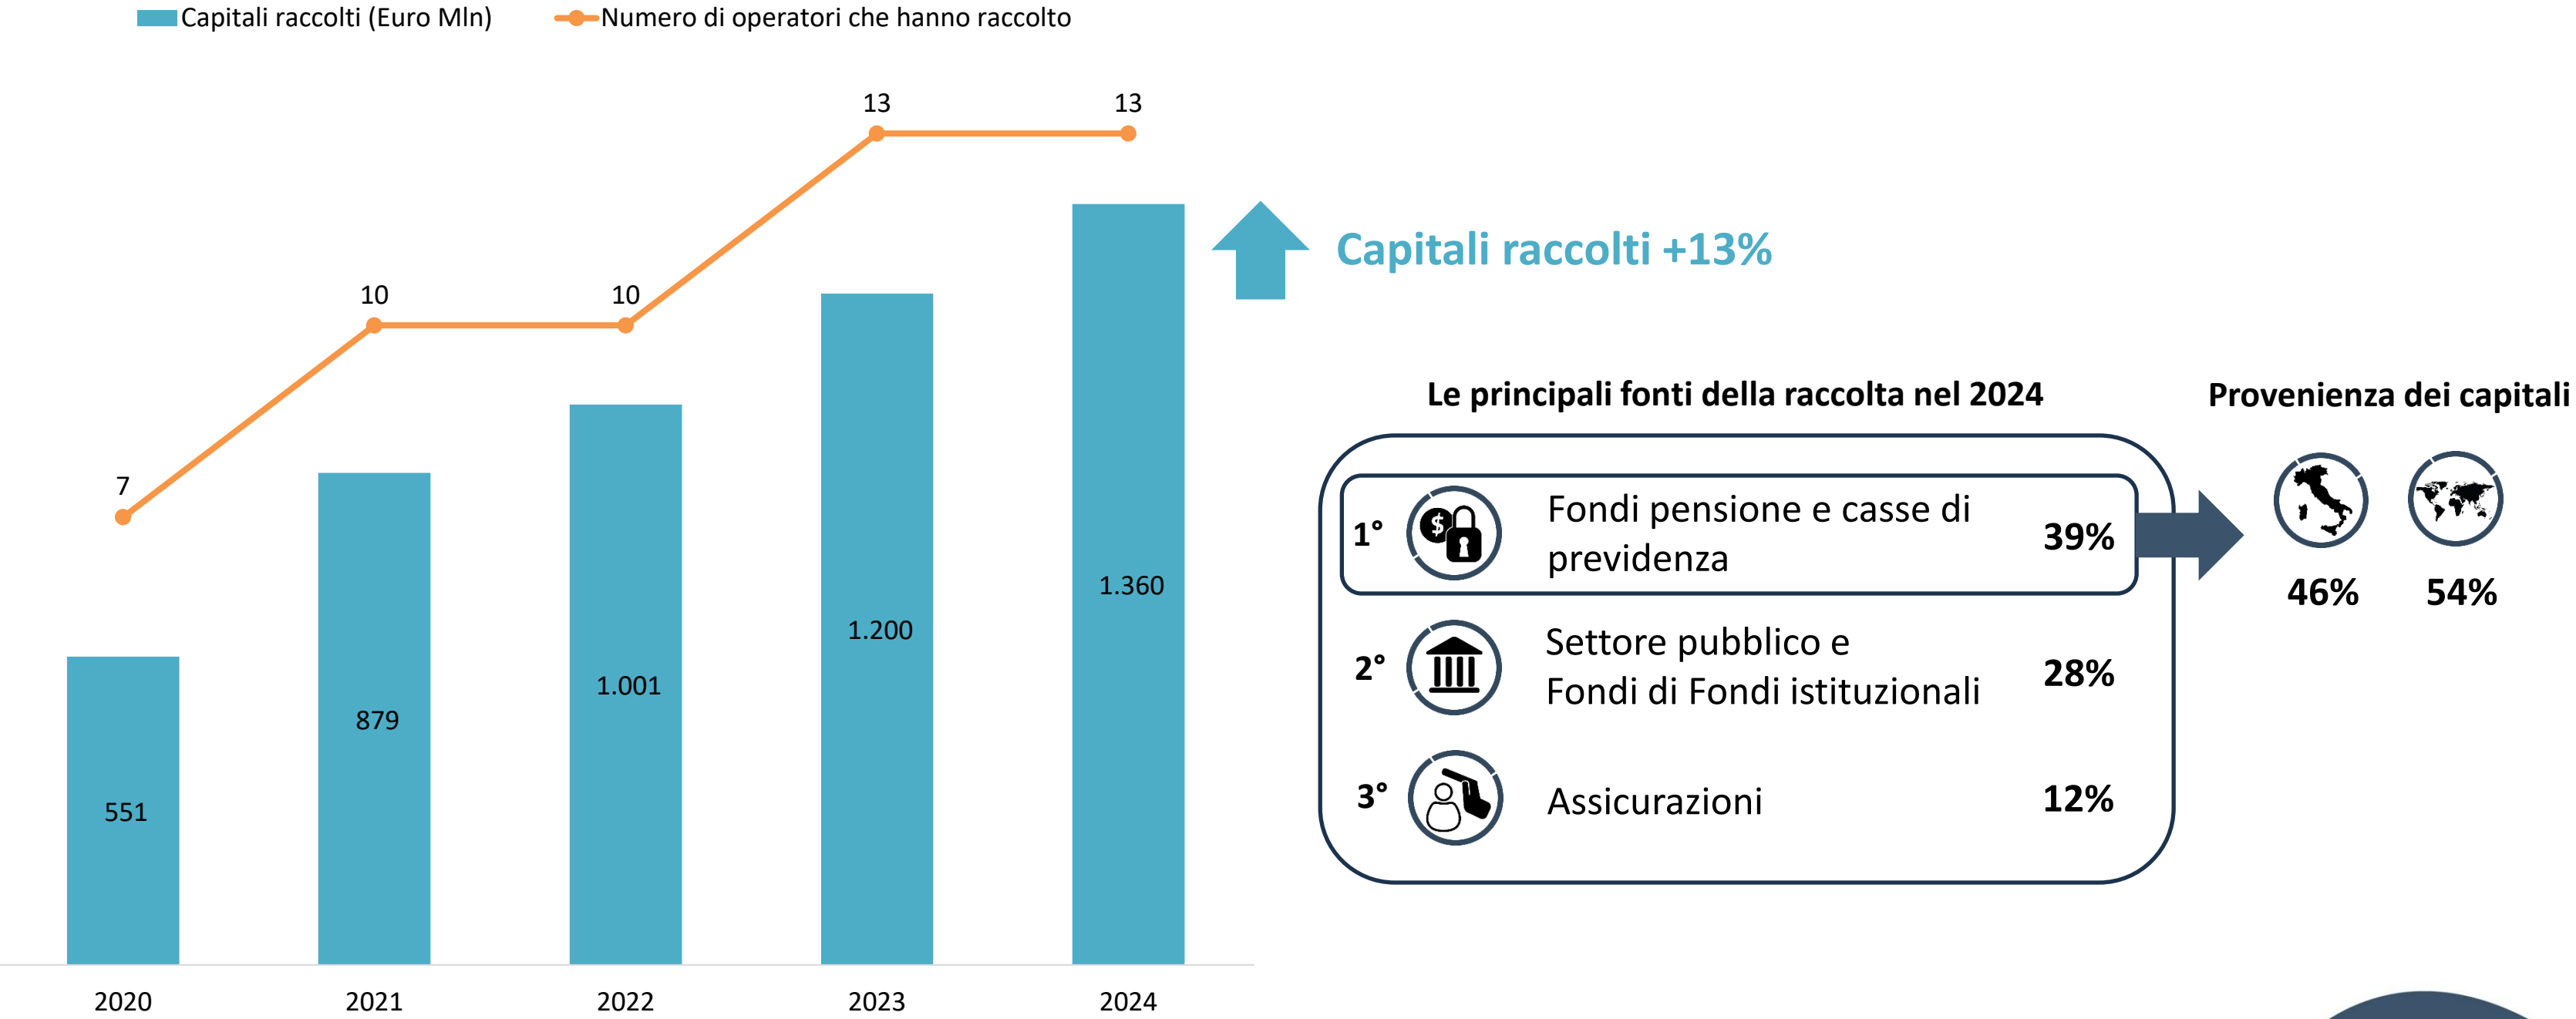 Capitali raccolti (Euro Mln)
Numero di operatori che hanno raccolto
13
13
10
10
7
1.360
1.200
1.001
879
551
2020
2021
2022
2023
2024
Capitali raccolti +13%
Le principali fonti della raccolta nel 2024
1°
$
Fondi pensione e casse di
previdenza
39%
2°
Settore pubblico e
Fondi di Fondi istituzionali
28%
3°
Assicurazioni
12%
Provenienza dei capitali
46%
54%